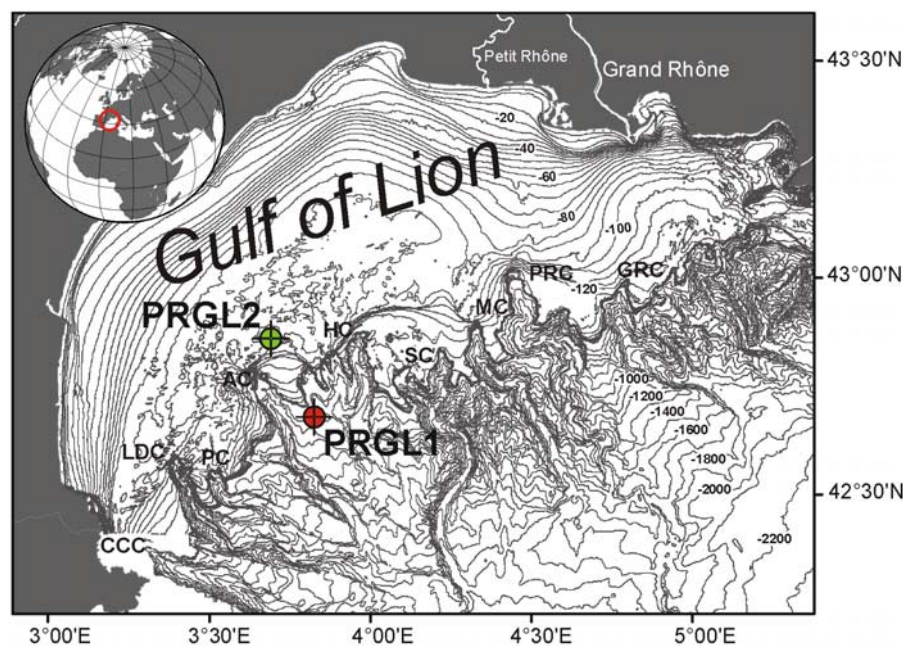 Petit Rhône
Grand Rhône
43°30'N
-20
-40
-60
-80
-100
Gulf of Lion
PRC
-120
GRC
43°00'N
MC
PRGL2
HC
SC
AC
-1000
-1200
-1400
-1600
PRGL1
-1800
LDC
PC
-2000
42°30'N
-2200
CCC
3°00'E
3°30'E
4°00'E
4°30'E
5°00'E